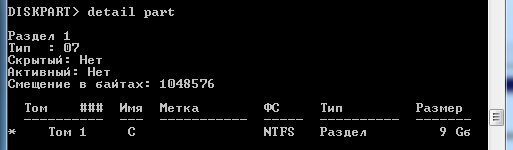 DISKPART> detail part
Раздел 1
Тип  : 07
Скрытый: Нет
Активный: Нет
Смещение в байтах: 1048576
Том    ###  Имя  Метка        ФС     Тип         Размер
----------  ---  -----------  -----  ----------  -------
*     Том 1     C                NTFS   Раздел         9 Gб